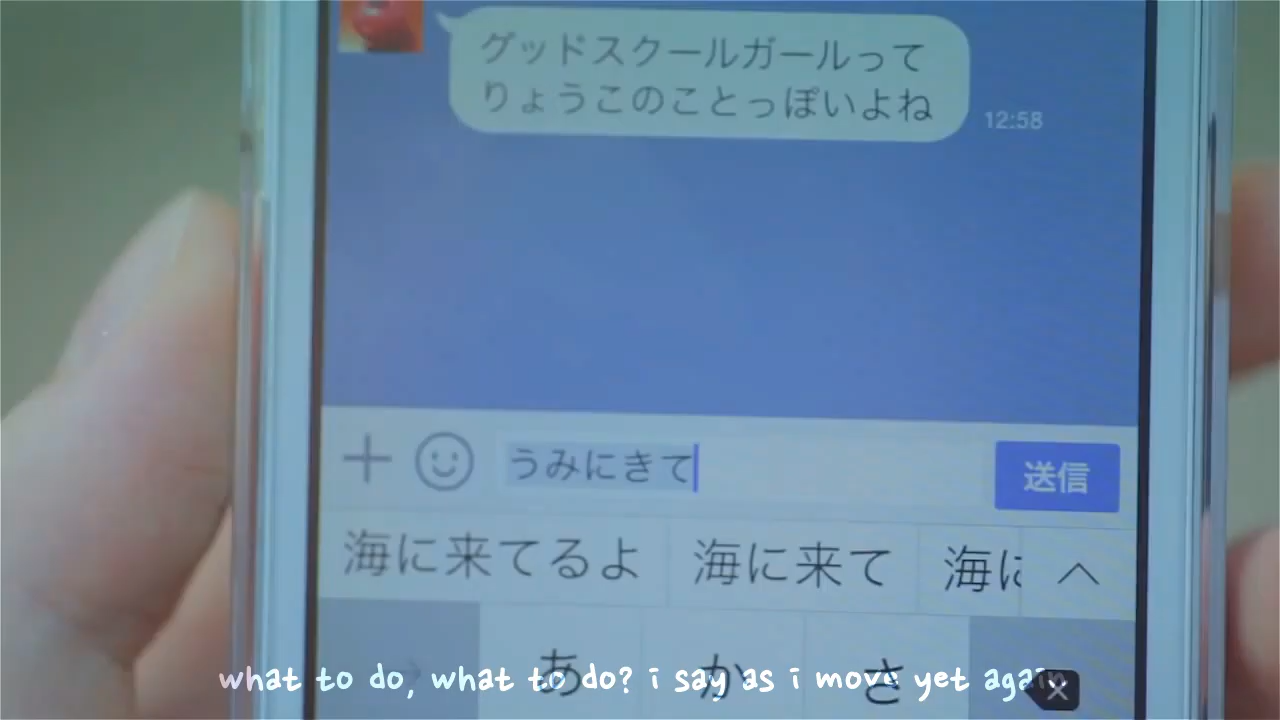 グッドスクールガールって
りょうこのことっぽいよね
12:58
うみにきて
送信
海に来てるよ
海に来て
海に
あ
か
さ
what to do, what to do? i say as i move yet again